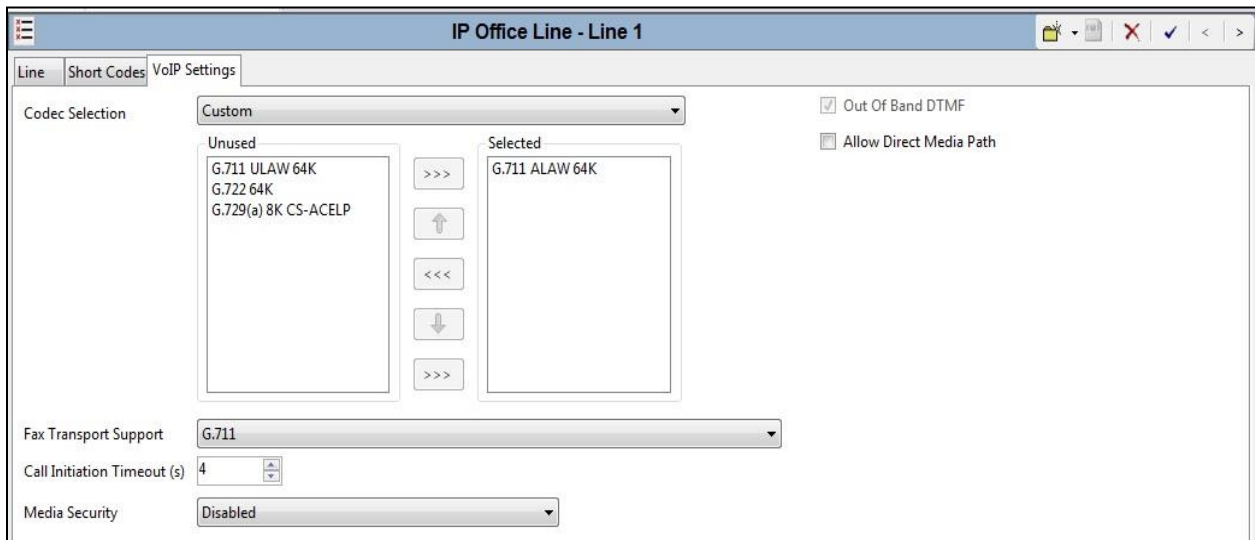 IP Office Line - Line 1
Line Short Codes VoIP Settings
Codec Selection Custom
Out Of Band DTMF
Allow Direct Media Path
Unused
G.711 ULAW 64K
G.722 64K
G.729(a) 8K CS-ACELP
>>>
<<<
>>>
Selected
G.711 ALAW 64K
Fax Transport Support G.711
Call Initiation Timeout (s) 4
Media Security Disabled